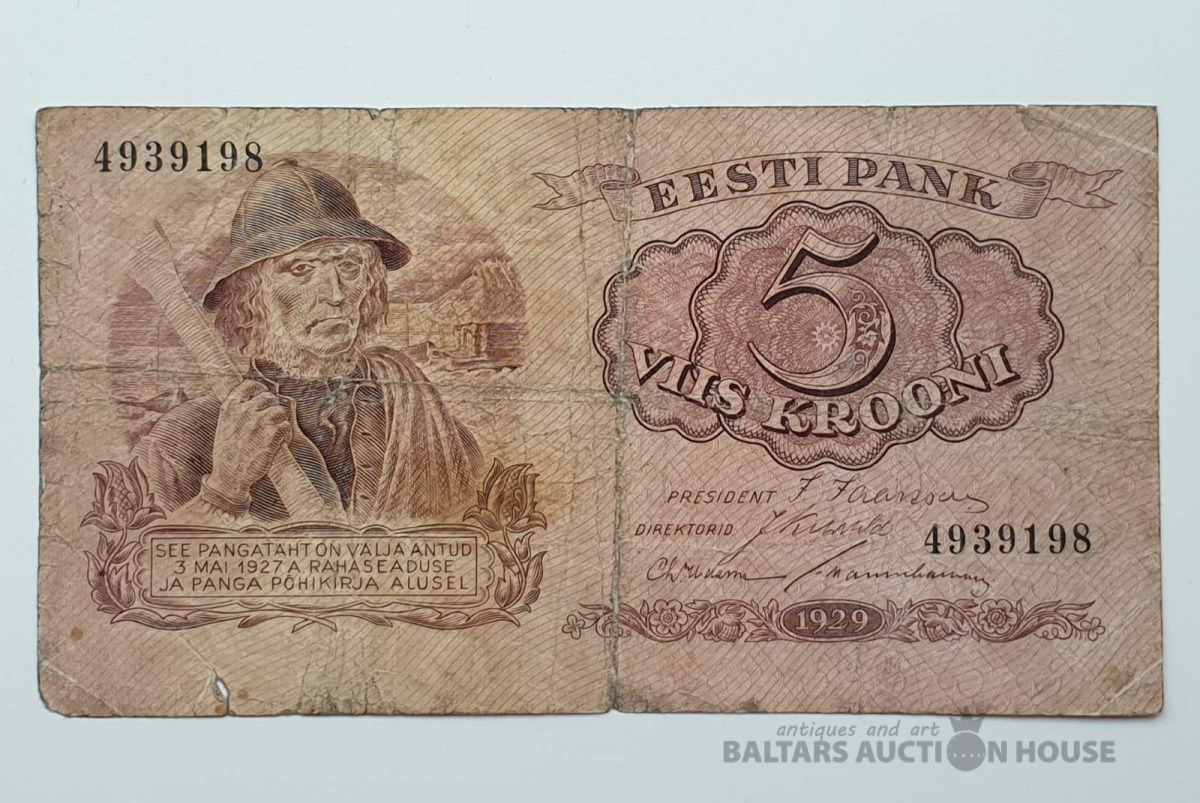 4939198
EESTI PANK
5
VIIS KROONI
PRESIDENT
DIREKTORID
4939198
SEE PANGATÄHT ON VÄLJA ANTUD
3 MAI 1927 A. RAHASEADUSE
JA PANGA PÕHIKIRJA ALUSEL
1929
antiques and art
BALTARS AUCTION HOUSE